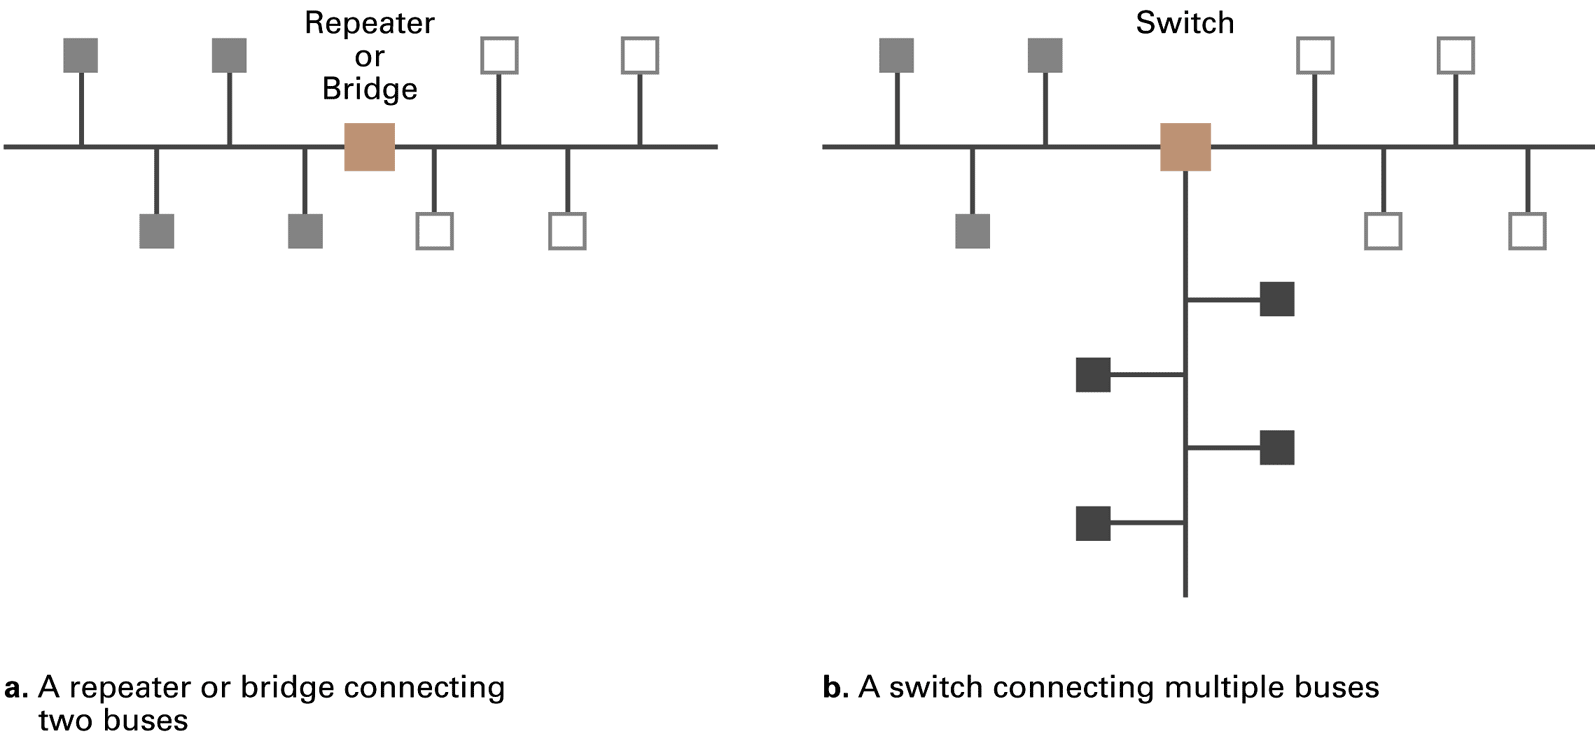 Repeater
or
Bridge
Switch
a. A repeater or bridge connecting
two buses
b. A switch connecting multiple buses